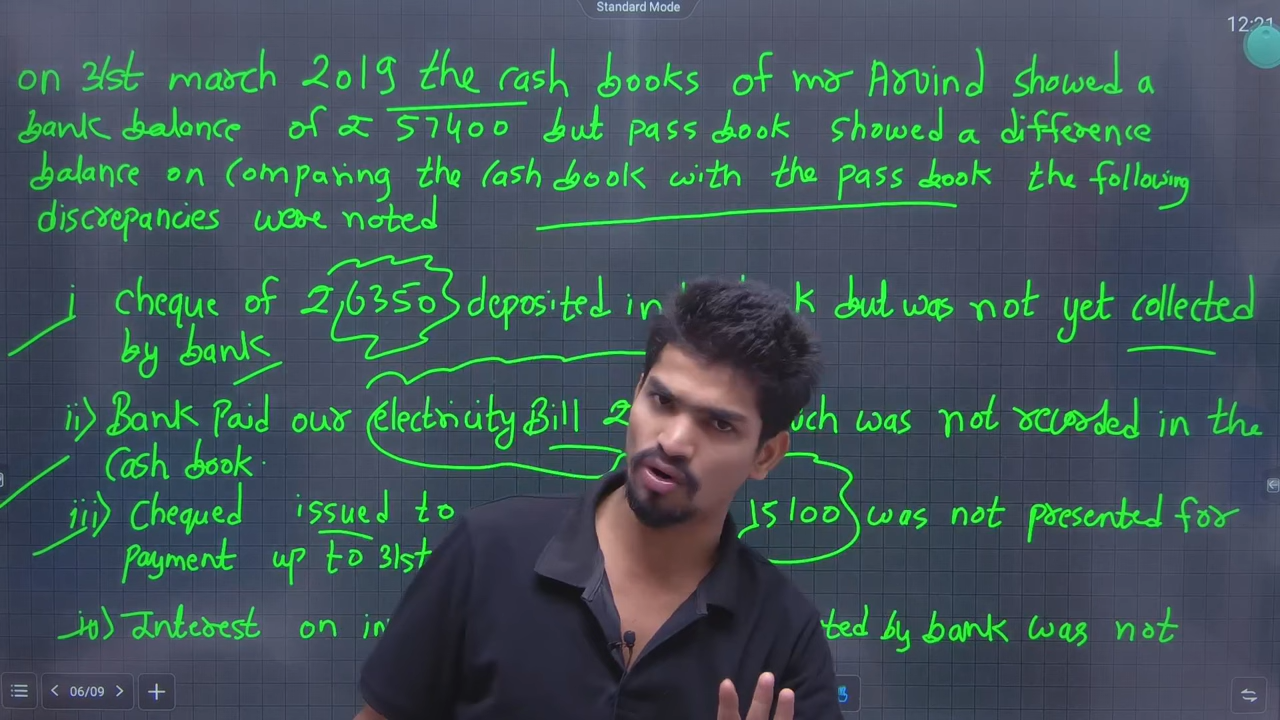 Standard Mode
12:21
on 31st march 2019 the cash books of mr Arvind showed a
bank balance of ₹ 57400 but pass book showed a difference
balance on Comparing the Cash book with the pass book the following
discrepancies were noted
i cheque of 2,6350 deposited in but was not yet collected
by bank
ii) Bank Paid our electricity Bill was not recorded in the
Cash book.
iii) Chequed issued to 15100 was not presented for
payment up to 31st
iv) Interest on by bank was not
06/09